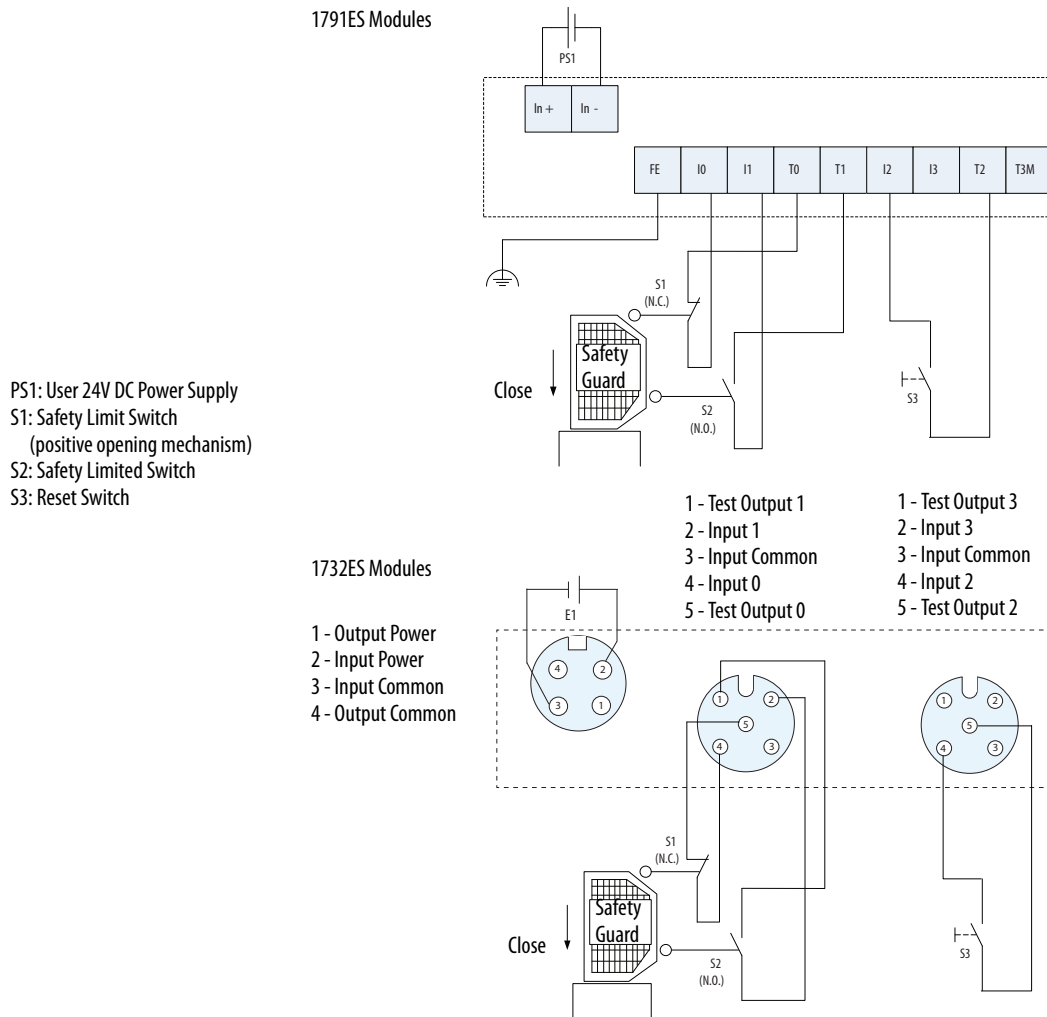 1791ES Modules
PS1
In +
In -
FE
I0
I1
T0
T1
I2
I3
T2
T3M
S1
(N.C.)
Safety
Guard
Close
S2
(N.O.)
S3
PS1: User 24V DC Power Supply
S1: Safety Limit Switch
(positive opening mechanism)
S2: Safety Limited Switch
S3: Reset Switch
1 - Test Output 1
2 - Input 1
3 - Input Common
4 - Input 0
5 - Test Output 0
1 - Test Output 3
2 - Input 3
3 - Input Common
4 - Input 2
5 - Test Output 2
1732ES Modules
E1
1 - Output Power
2 - Input Power
3 - Input Common
4 - Output Common
4
2
3
1
1
2
5
4
3
1
2
5
4
3
S1
(N.C.)
Safety
Guard
Close
S2
(N.O.)
S3